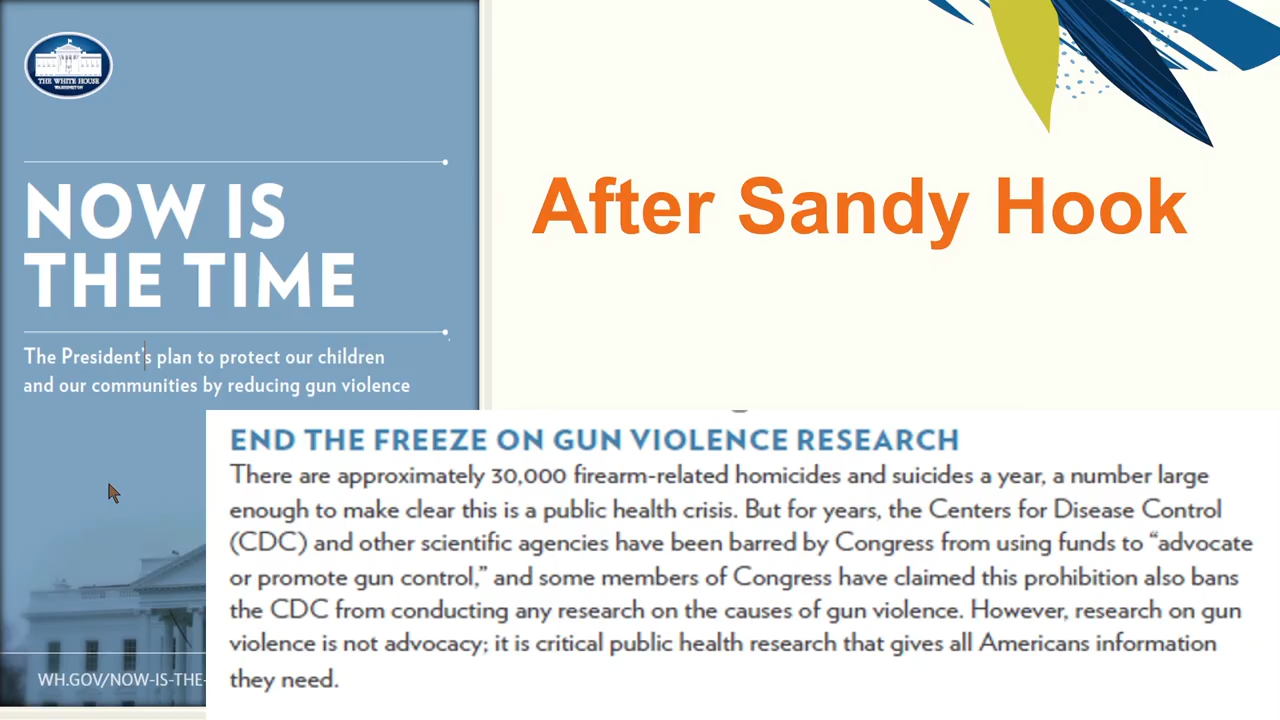 THE WHITE HOUSE
WASHINGTON
NOW IS
THE TIME
The President's plan to protect our children
and our communities by reducing gun violence
WH.GOV/NOW-IS-THE-
After Sandy Hook
END THE FREEZE ON GUN VIOLENCE RESEARCH
There are approximately 30,000 firearm-related homicides and suicides a year, a number large
enough to make clear this is a public health crisis. But for years, the Centers for Disease Control
(CDC) and other scientific agencies have been barred by Congress from using funds to “advocate
or promote gun control,” and some members of Congress have claimed this prohibition also bans
the CDC from conducting any research on the causes of gun violence. However, research on gun
violence is not advocacy; it is critical public health research that gives all Americans information
they need.